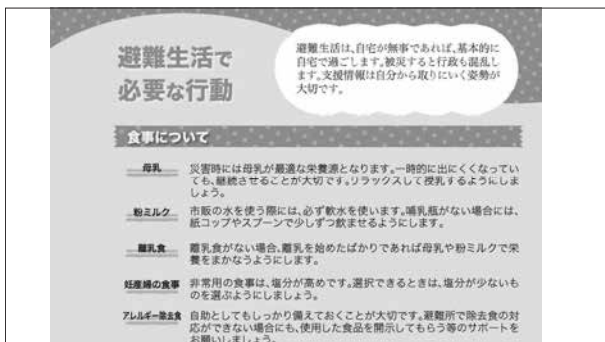 避難生活で
必要な行動
避難生活は、自宅が無事であれば、基本的に
自宅で過ごします。被災すると行政も混乱し
ます。支援情報は自分から取りにいく姿勢が
大切です。
食事について
母乳
災害時には母乳が最適な栄養源となります。一時的に出にくくなってい
ても、継続させることが大切です。リラックスして授乳するようにしま
しょう。
粉ミルク
市販の水を使う際には、必ず軟水を使います。哺乳瓶がない場合には、
紙コップやスプーンで少しずつ飲ませるようにします。
離乳食
離乳食がない場合、離乳を始めたばかりであれば母乳や粉ミルクで栄
養をまかなうようにします。
妊産婦の食事
非常用の食事は、塩分が高めです。選択できるときは、塩分が少ないも
のを選ぶようにしましょう。
アレルギー除去食
自助としてもしっかり備えておくことが大切です。避難所で除去食の対
応ができない場合にも、使用した食品を開示してもらう等のサポートを
お願いしましょう。